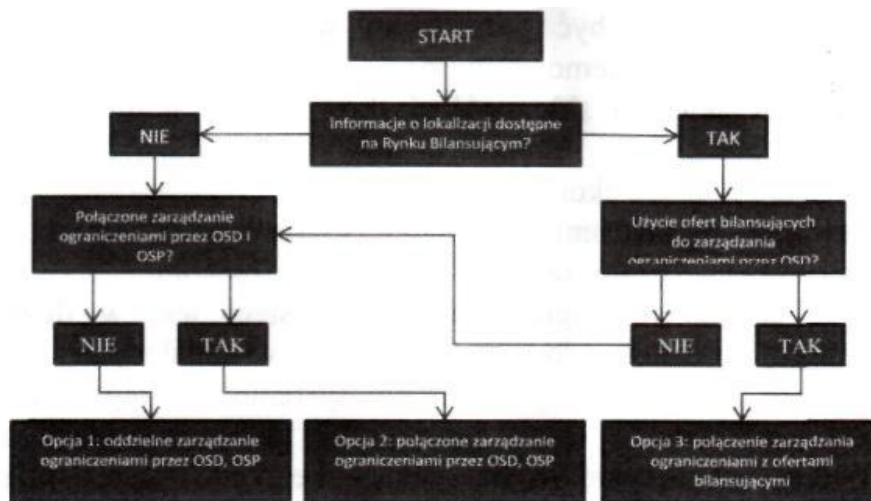 START
Informacje o lokalizacji dostępne
na Rynku Bilansującym?
NIE
TAK
Połączone zarządzanie
ograniczeniami przez OSD i
OSP?
Użycie ofert bilansujących
do zarządzania
ograniczeniami przez OSD?
NIE
TAK
NIE
TAK
Opcja 1: oddzielne zarządzanie
ograniczeniami przez OSD, OSP
Opcja 2: połączone zarządzanie
ograniczeniami przez OSD, OSP
Opcja 3: połączenie zarządzania
ograniczeniami z ofertami
bilansującymi